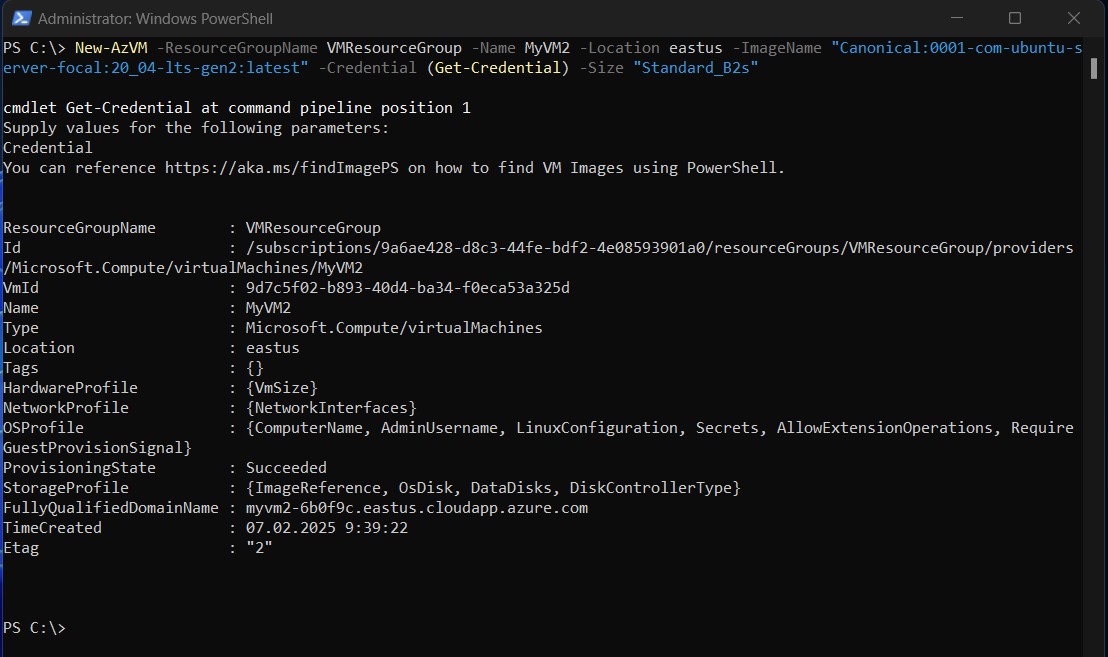 Administrator: Windows PowerShell
PS C:\> New-AzVM -ResourceGroupName VMResourceGroup -Name MyVM2 -Location eastus -ImageName "Canonical:0001-com-ubuntu-s
erver-focal:20_04-lts-gen2:latest" -Credential (Get-Credential) -Size "Standard_B2s"
cmdlet Get-Credential at command pipeline position 1
Supply values for the following parameters:
Credential
You can reference https://aka.ms/findImagePS on how to find VM Images using PowerShell.
ResourceGroupName        : VMResourceGroup
Id                       : /subscriptions/9a6ae428-d8c3-44fe-bdf2-4e08593901a0/resourceGroups/VMResourceGroup/providers
/Microsoft.Compute/virtualMachines/MyVM2
VmId                     : 9d7c5f02-b893-40d4-ba34-f0eca53a325d
Name                     : MyVM2
Type                     : Microsoft.Compute/virtualMachines
Location                 : eastus
Tags                     : {}
HardwareProfile          : {VmSize}
NetworkProfile           : {NetworkInterfaces}
OSProfile                : {ComputerName, AdminUsername, LinuxConfiguration, Secrets, AllowExtensionOperations, Require
GuestProvisionSignal}
ProvisioningState        : Succeeded
StorageProfile           : {ImageReference, OsDisk, DataDisks, DiskControllerType}
FullyQualifiedDomainName : myvm2-6b0f9c.eastus.cloudapp.azure.com
TimeCreated              : 07.02.2025 9:39:22
Etag                     : "2"
PS C:\>